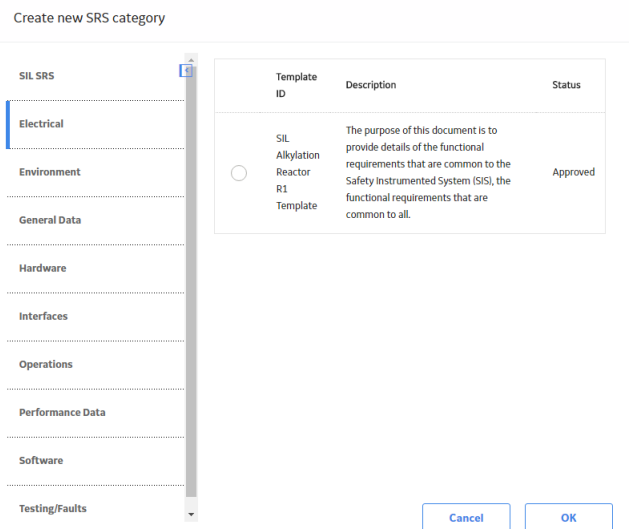 Create new SRS category
SIL SRS
Electrical
Environment
General Data
Hardware
Interfaces
Operations
Performance Data
Software
Testing/Faults
Template
ID
Description
Status
SIL
Alkylation
Reactor
R1
Template
The purpose of this document is to
provide details of the functional
requirements that are common to the
Safety Instrumented System (SIS), the
functional requirements that are
common to all.
Approved
Cancel
OK